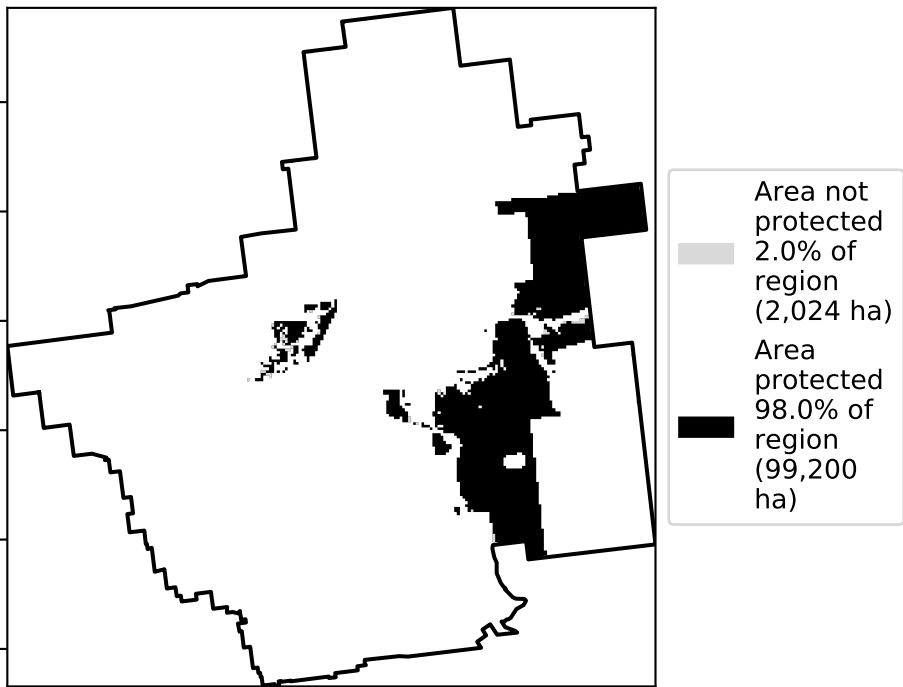 Area not
protected
2.0% of
region
(2,024 ha)
Area
protected
98.0% of
region
(99,200
ha)